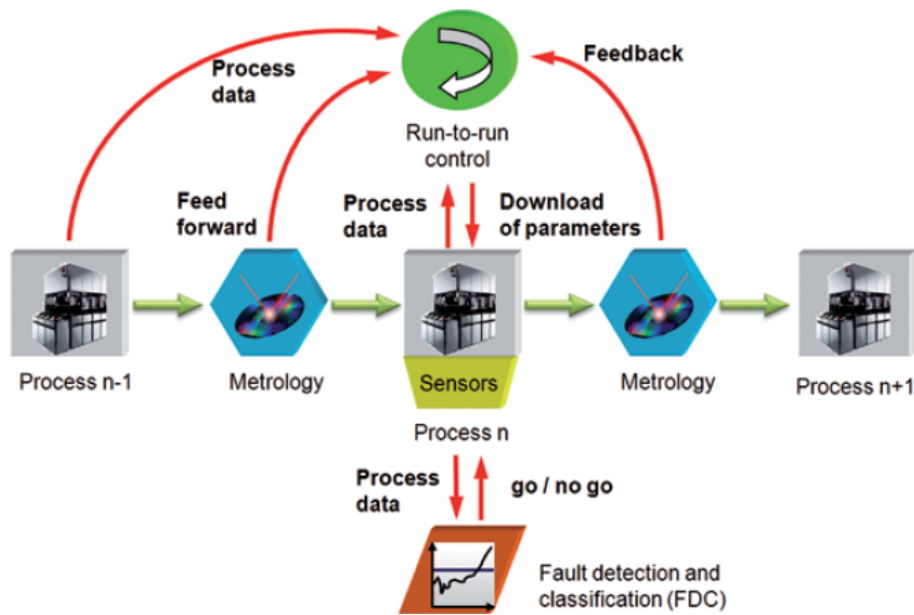 Process
data
Feedback
Run-to-run
control
Feed
forward
Process
data
Download
of parameters
Process n-1
Metrology
Sensors
Process n
Metrology
Process n+1
Process
data
go / no go
Fault detection and
classification (FDC)